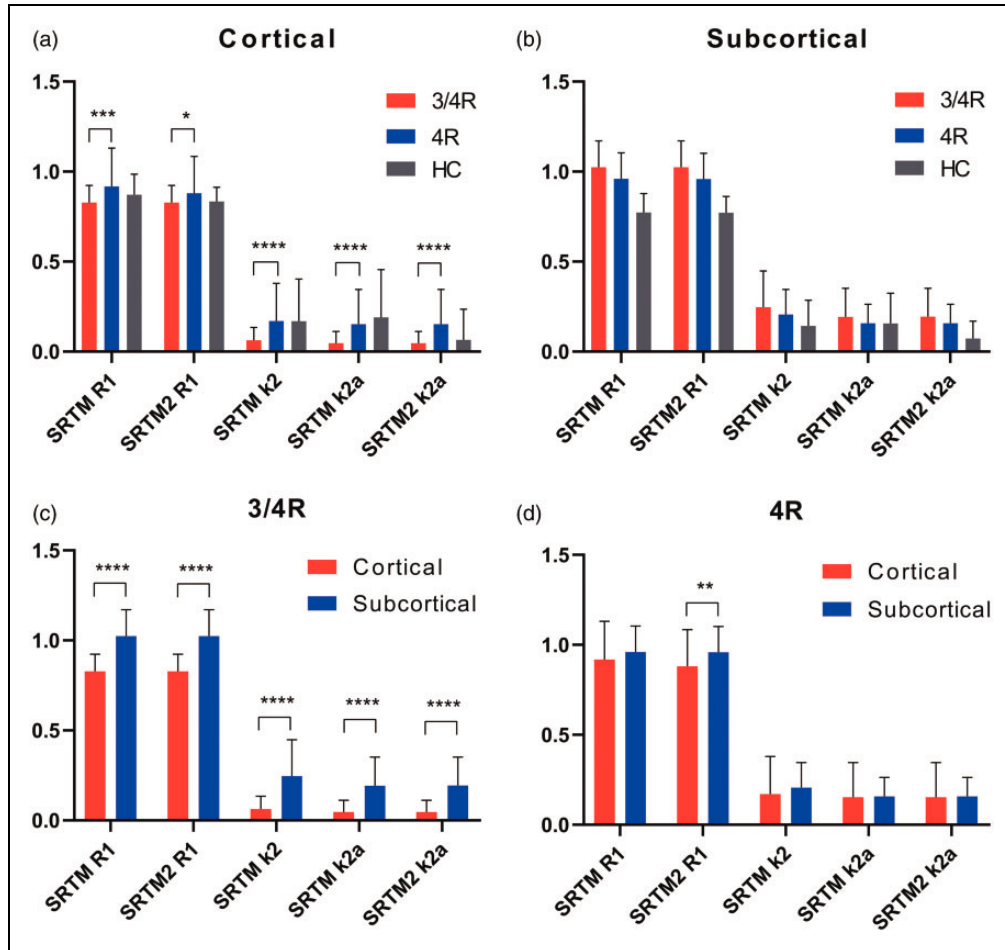 (a) Cortical
1.5
1.0
0.5
0.0
3/4R
4R
HC
***
*
****
****
****
SRTM R1
SRTM2 R1
SRTM k2
SRTM k2a
SRTM2 k2a
(b) Subcortical
1.5
1.0
0.5
0.0
3/4R
4R
HC
SRTM R1
SRTM2 R1
SRTM k2
SRTM k2a
SRTM2 k2a
(c) 3/4R
1.5
1.0
0.5
0.0
Cortical
Subcortical
****
****
****
****
****
SRTM R1
SRTM2 R1
SRTM k2
SRTM k2a
SRTM2 k2a
(d) 4R
1.5
1.0
0.5
0.0
Cortical
Subcortical
**
SRTM R1
SRTM2 R1
SRTM k2
SRTM k2a
SRTM2 k2a